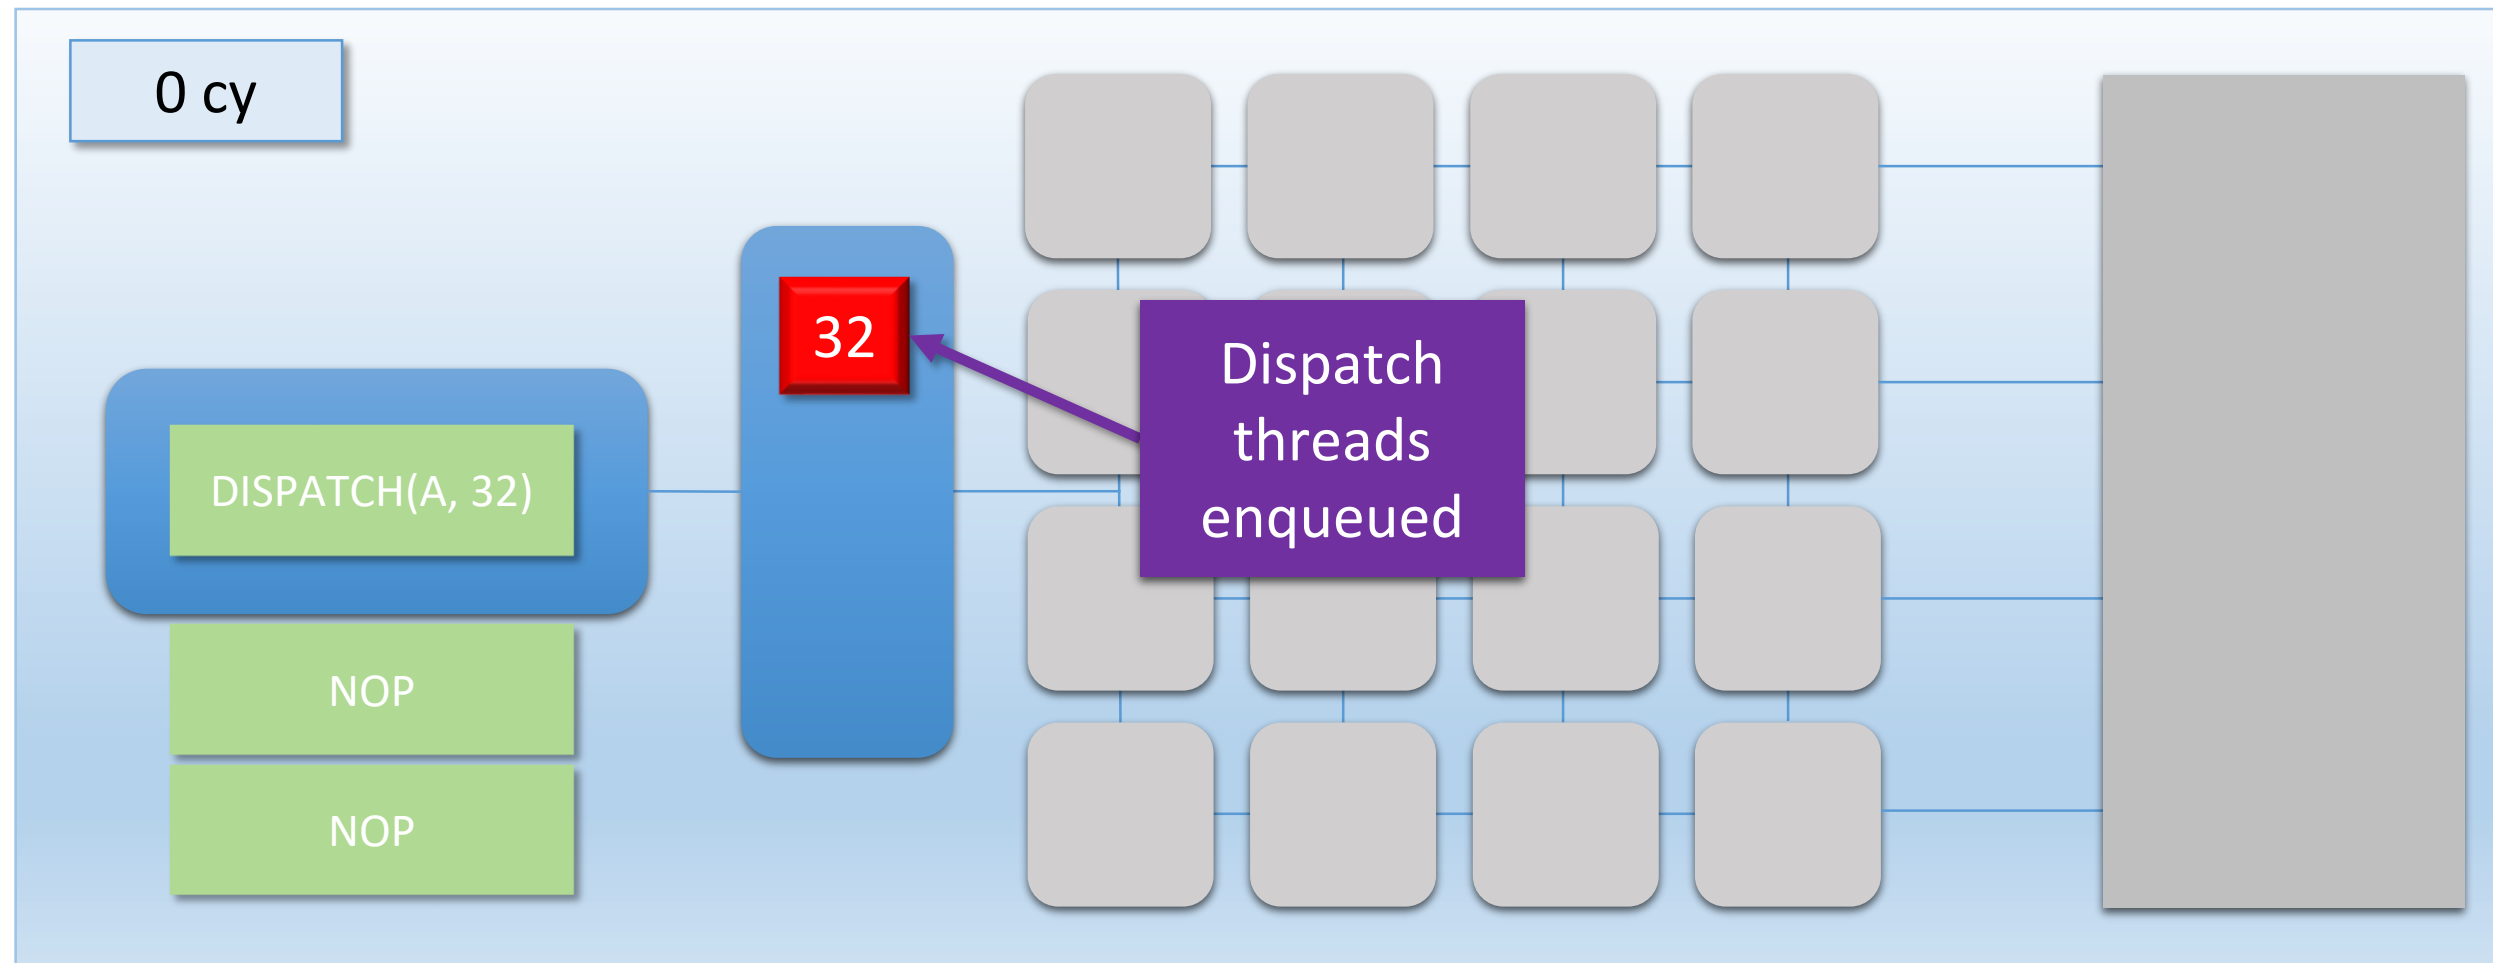 0 cy
32
Dispatch
threads
enqueued
DISPATCH(A, 32)
NOP
NOP